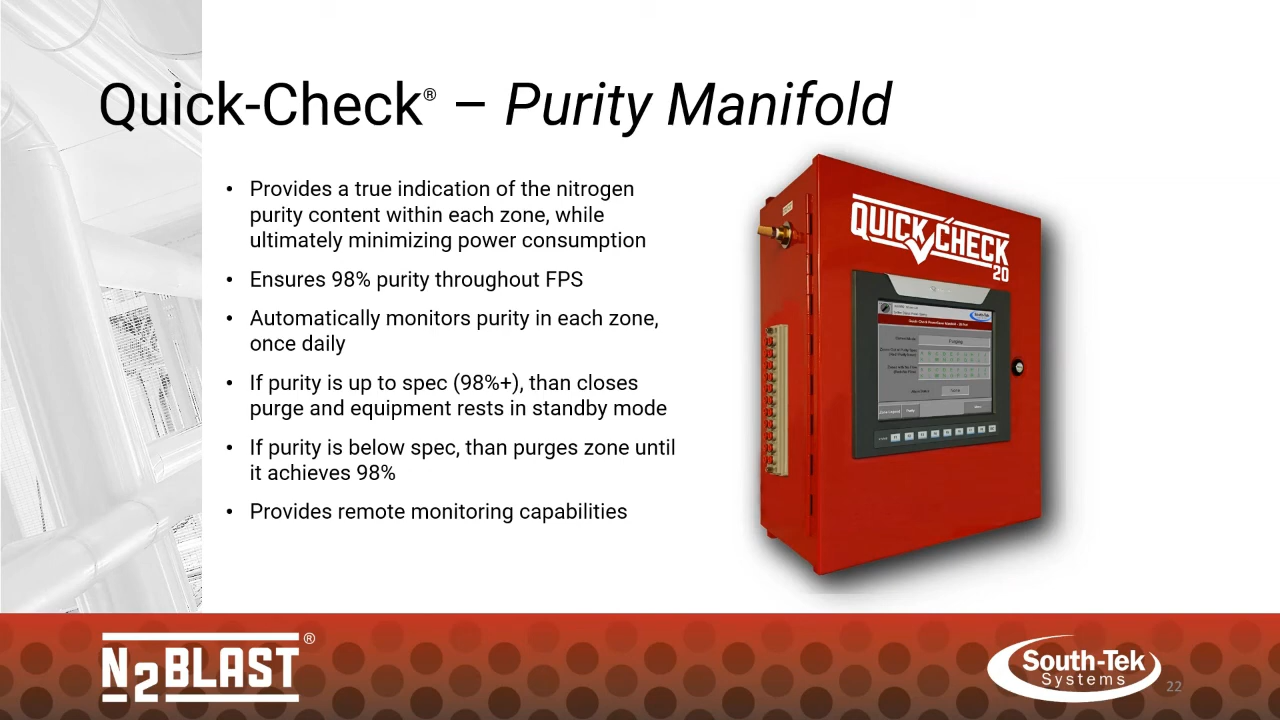 Quick-Check® – Purity Manifold
• Provides a true indication of the nitrogen
purity content within each zone, while
ultimately minimizing power consumption
• Ensures 98% purity throughout FPS
• Automatically monitors purity in each zone,
once daily
• If purity is up to spec (98%+), than closes
purge and equipment rests in standby mode
• If purity is below spec, than purges zone until
it achieves 98%
• Provides remote monitoring capabilities
QUICK CHECK
20
South-Tek
N2BLAST®
South-Tek
Systems
22